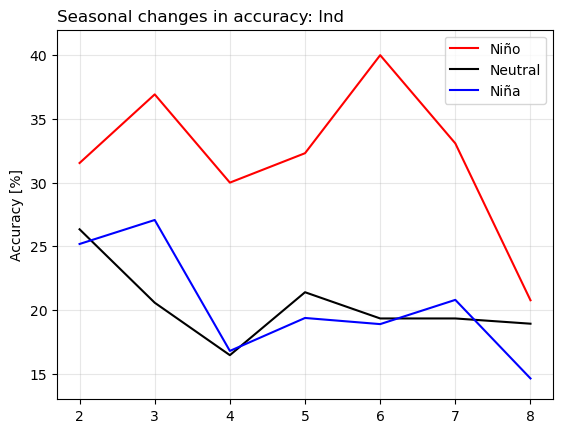 Seasonal changes in accuracy: Ind
Niño
Neutral
Niña
Accuracy [%]
40
35
30
25
20
15
2 3 4 5 6 7 8